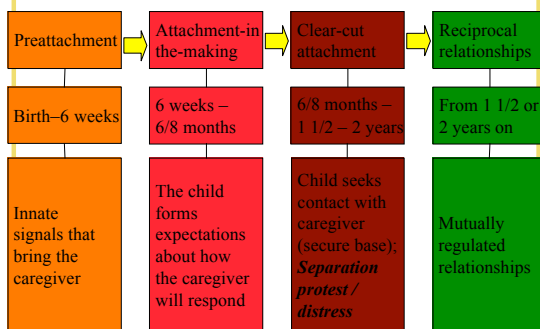 Preattachment
Attachment-in
the-making
Clear-cut
attachment
Reciprocal
relationships
Birth–6 weeks
6 weeks –
6/8 months
6/8 months –
1 1/2 – 2 years
From 1 1/2 or
2 years on
Innate
signals that
bring the
caregiver
The child
forms
expectations
about how
the caregiver
will respond
Child seeks
contact with
caregiver
(secure base);
Separation
protest /
distress
Mutually
regulated
relationships